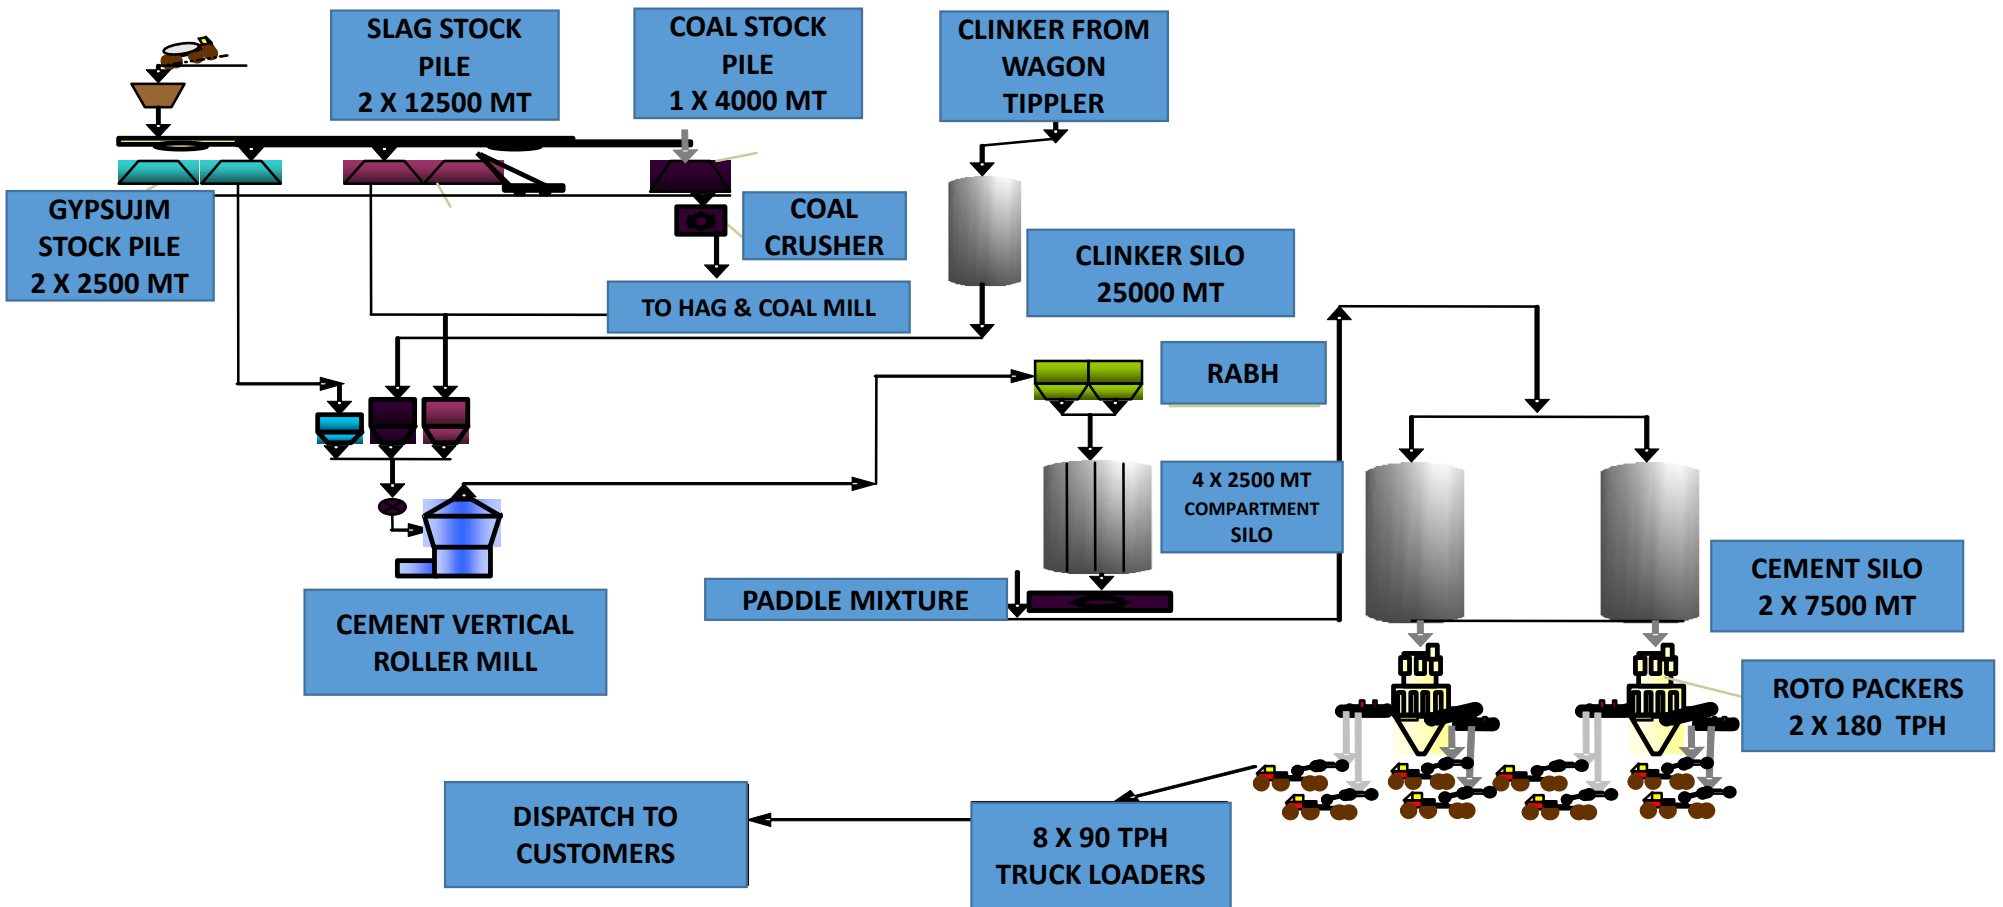 SLAG STOCK
PILE
2 X 12500 MT
COAL STOCK
PILE
1 X 4000 MT
CLINKER FROM
WAGON
TIPPLER
GYPSUJM
STOCK PILE
2 X 2500 MT
COAL
CRUSHER
CLINKER SILO
25000 MT
TO HAG & COAL MILL
RABH
4 X 2500 MT
COMPARTMENT
SILO
CEMENT SILO
2 X 7500 MT
PADDLE MIXTURE
CEMENT VERTICAL
ROLLER MILL
ROTO PACKERS
2 X 180 TPH
DISPATCH TO
CUSTOMERS
8 X 90 TPH
TRUCK LOADERS